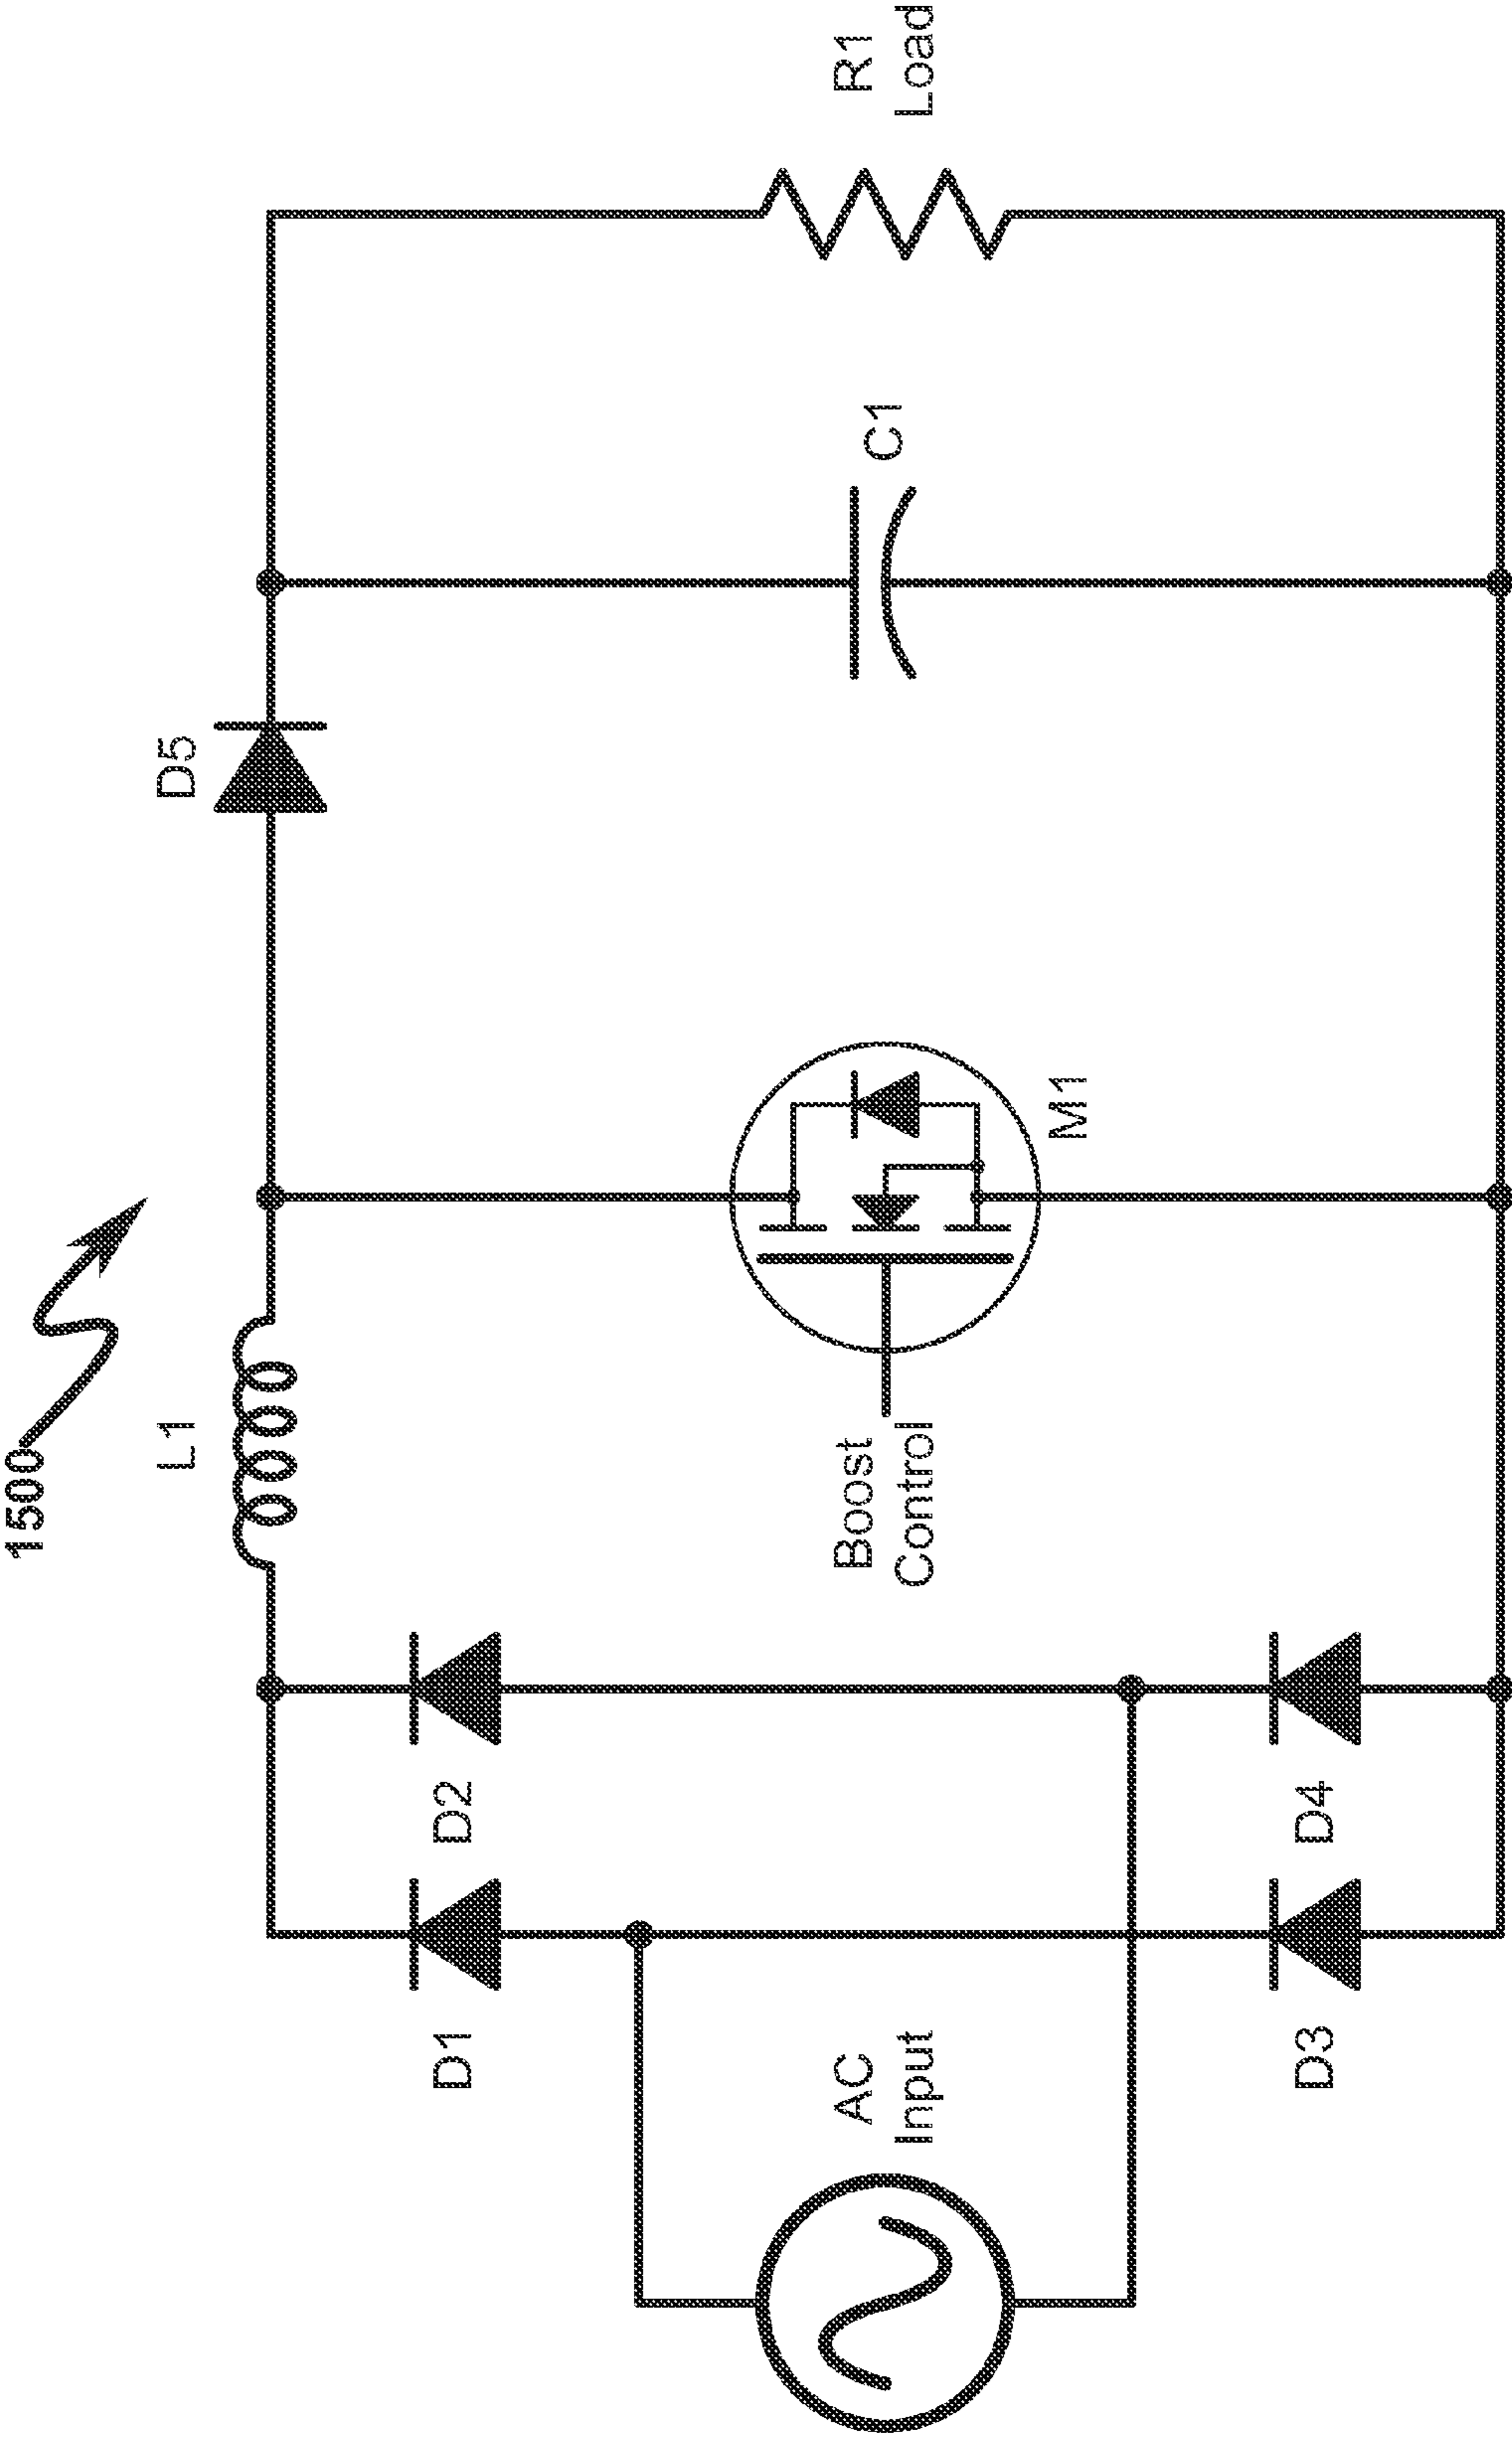 1500
L1
D5
D1
D2
AC
Input
Boost
Control
M1
C1
R1
Load
D3
D4